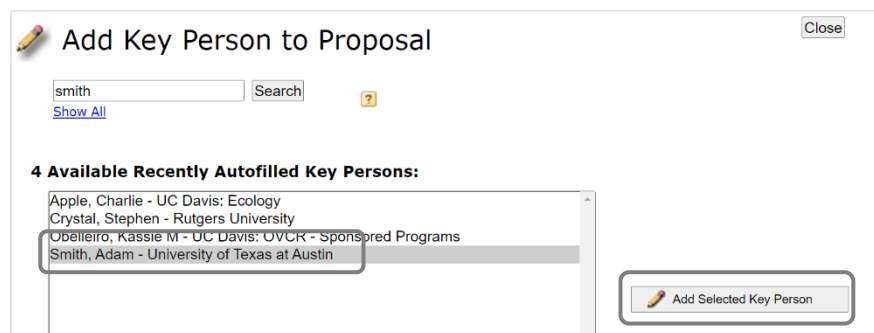 Add Key Person to Proposal
Close
smith
Search
?
Show All
4 Available Recently Autofilled Key Persons:
Apple, Charlie - UC Davis: Ecology
Crystal, Stephen - Rutgers University
Obelleiro, Kassie M - UC Davis: OVCR - Sponsored Programs
Smith, Adam - University of Texas at Austin
Add Selected Key Person